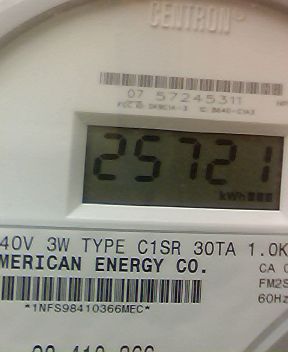 CENTRON
07 57245311
25721
kWh
40V 3W TYPE C1SR 30TA 1.0K
MERICAN ENERGY CO.
CA 0
FM2S
60Hz
*1NFS98410366MEC*